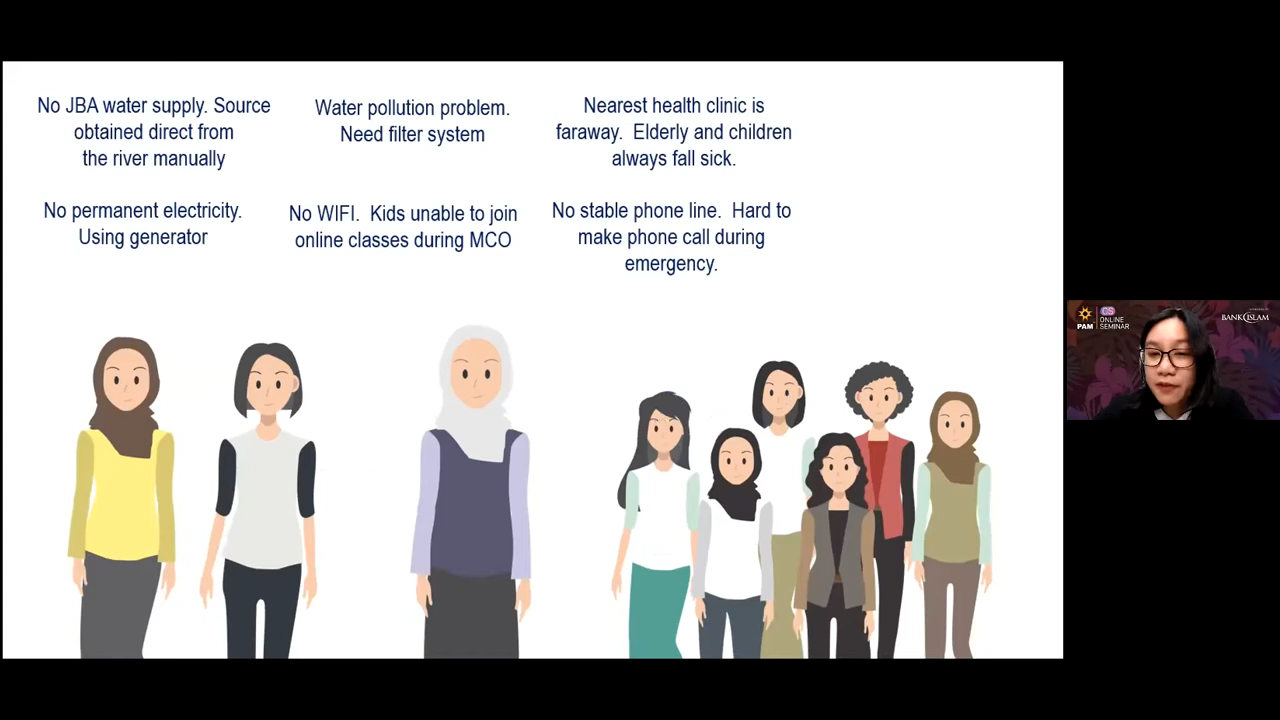 No JBA water supply. Source
obtained direct from
the river manually
Water pollution problem.
Need filter system
Nearest health clinic is
faraway.  Elderly and children
always fall sick.
No permanent electricity.
Using generator
No WIFI.  Kids unable to join
online classes during MCO
No stable phone line.  Hard to
make phone call during
emergency.
PAM
CS
ONLINE
SEMINAR
BANK ISLAM